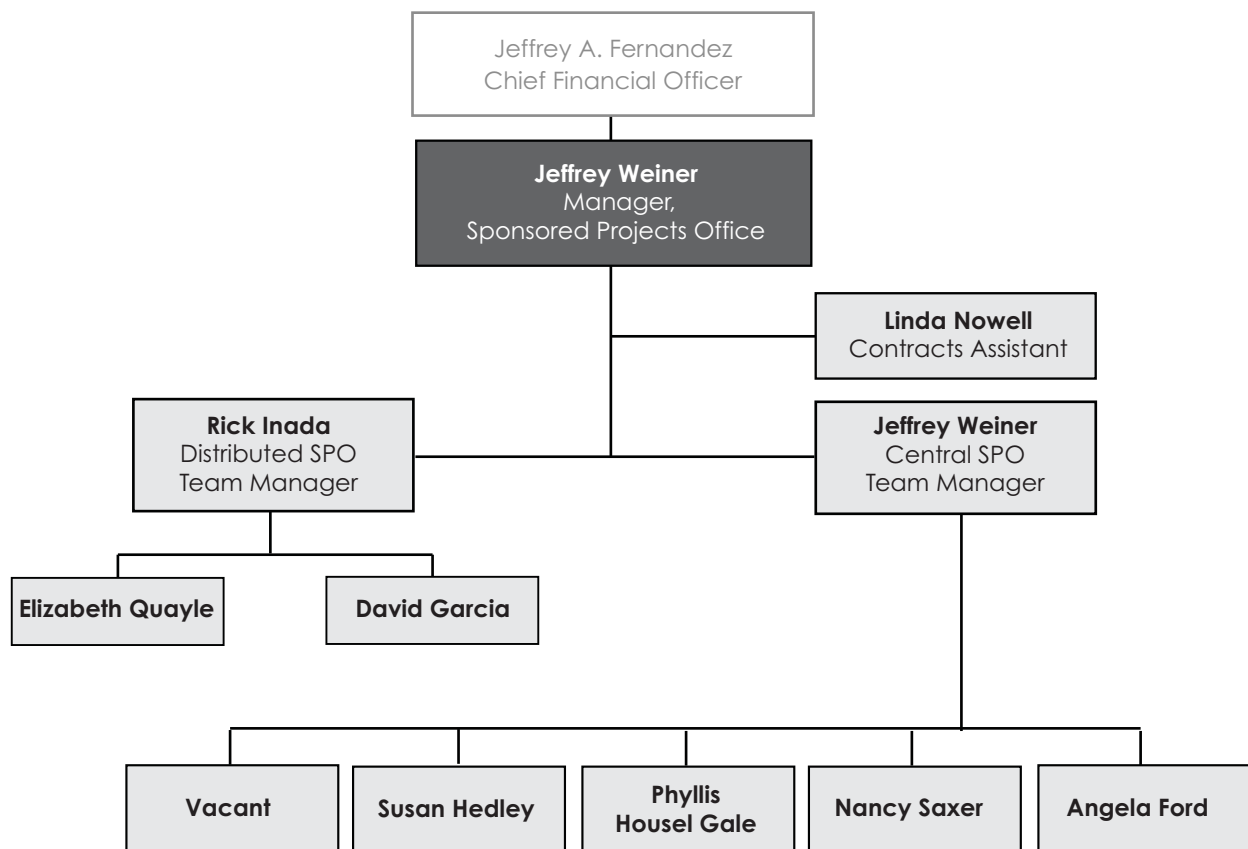 Jeffrey A. Fernandez
Chief Financial Officer
Jeffrey Weiner
Manager,
Sponsored Projects Office
Linda Nowell
Contracts Assistant
Rick Inada
Distributed SPO
Team Manager
Jeffrey Weiner
Central SPO
Team Manager
Elizabeth Quayle
David Garcia
Vacant
Susan Hedley
Phyllis
Housel Gale
Nancy Saxer
Angela Ford